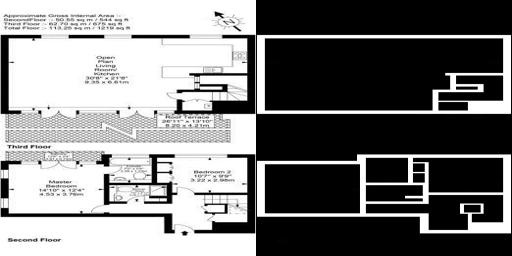 Approximate Gross Internal Area :-
SecondFloor :- 50.55 sq m / 544 sq ft
Third Floor :- 62.70 sq m / 675 sq ft
Total Floor :- 113.25 sq m / 1219 sq ft
Open
Plan
Living
Room/
Kitchen
30'8" x 21'8"
9.35 x 6.61m
Roof Terrace
26'11" x 13'10"
8.20 x 4.21m
Third Floor
Master
Bedroom
14'10" x 12'4"
4.53 x 3.76m
Bedroom 2
10'7" x 9'9"
3.22 x 2.98m
Second Floor